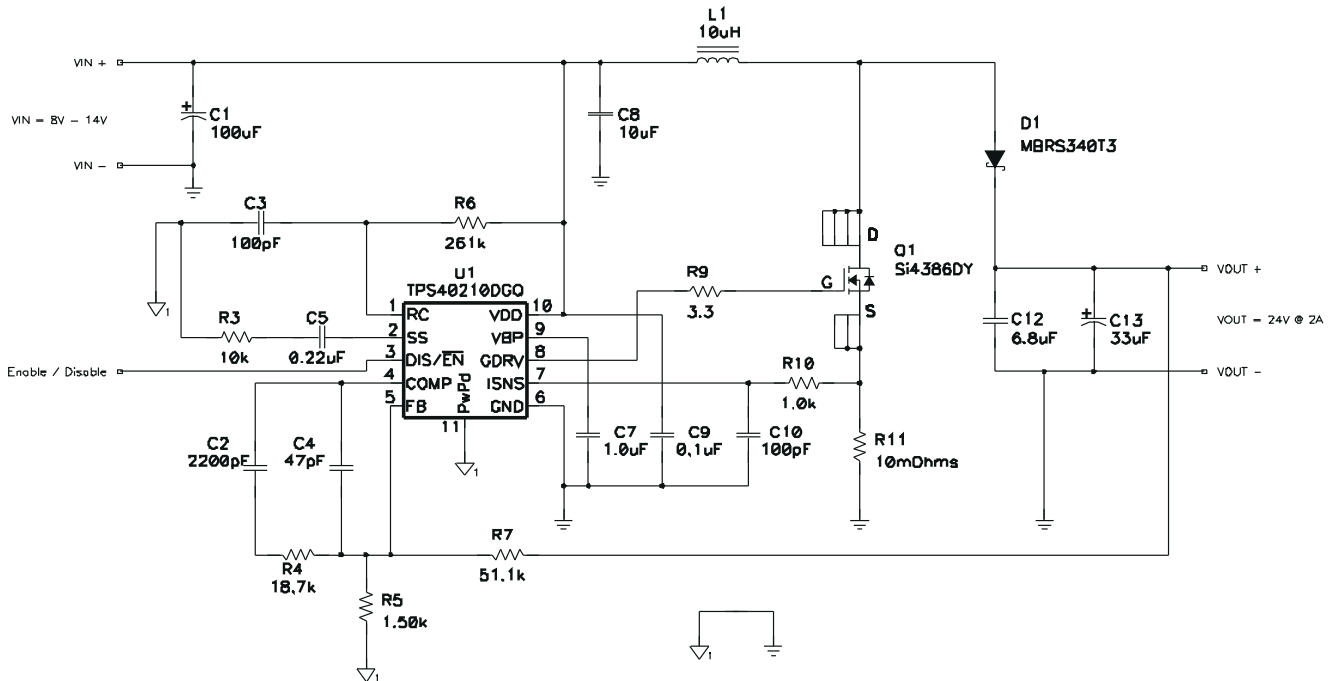 L1
10uH
VIN +
C1
100uF
C8
10uF
VIN = 8V - 14V
D1
MBRS340T3
VIN -
C3
100pF
R6
261k
D
Q1
Si4386DY
G
S
U1
TPS40210DGQ
R9
3.3
VOUT +
1 RC VDD 10
2 SS VBP 9
3 DIS/EN GDRV 8
4 COMP ISNS 7
5 FB GND 6
PwPd
11
1
R3
10k
C5
0.22uF
C12
6.8uF
C13
33uF
VOUT = 24V @ 2A
Enable / Disable
VOUT -
R10
1.0k
C2
2200pF
C4
47pF
C7
1.0uF
C9
0.1uF
C10
100pF
R11
10mOhms
1
R7
51.1k
R4
18.7k
R5
1.50k
1
1